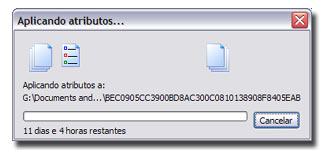 Aplicando atributos...
Aplicando atributos a:
G:\Documents and...\BEC0905CC3900BD8AC300C0810138908F8405EAB
Cancelar
11 dias e 4 horas restantes